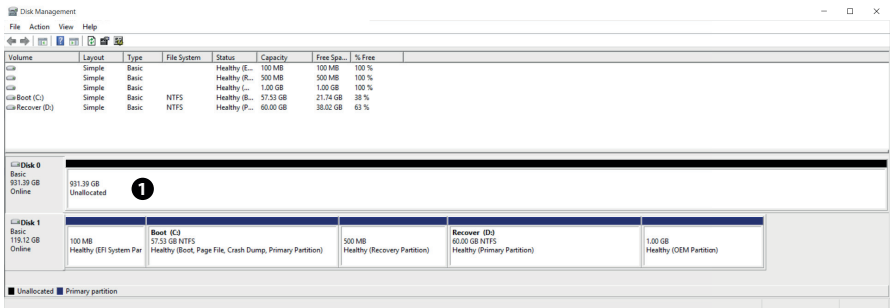 Disk Management
File Action View Help
Volume Layout Type File System Status Capacity Free Spa... % Free
Simple Basic Healthy (E... 100 MB 100 MB 100 %
Simple Basic Healthy (R... 500 MB 500 MB 100 %
Simple Basic Healthy (... 1.00 GB 1.00 GB 100 %
Boot (C:) Simple Basic NTFS Healthy (B... 57.53 GB 21.74 GB 38 %
Recover (D:) Simple Basic NTFS Healthy (P... 60.00 GB 38.02 GB 63 %
Disk 0
Basic
931.39 GB
Online
931.39 GB
Unallocated
1
Disk 1
Basic
119.12 GB
Online
100 MB
Healthy (EFI System Par
Boot (C:)
57.53 GB NTFS
Healthy (Boot, Page File, Crash Dump, Primary Partition)
500 MB
Healthy (Recovery Partition)
Recover (D:)
60.00 GB NTFS
Healthy (Primary Partition)
1.00 GB
Healthy (OEM Partition)
Unallocated Primary partition